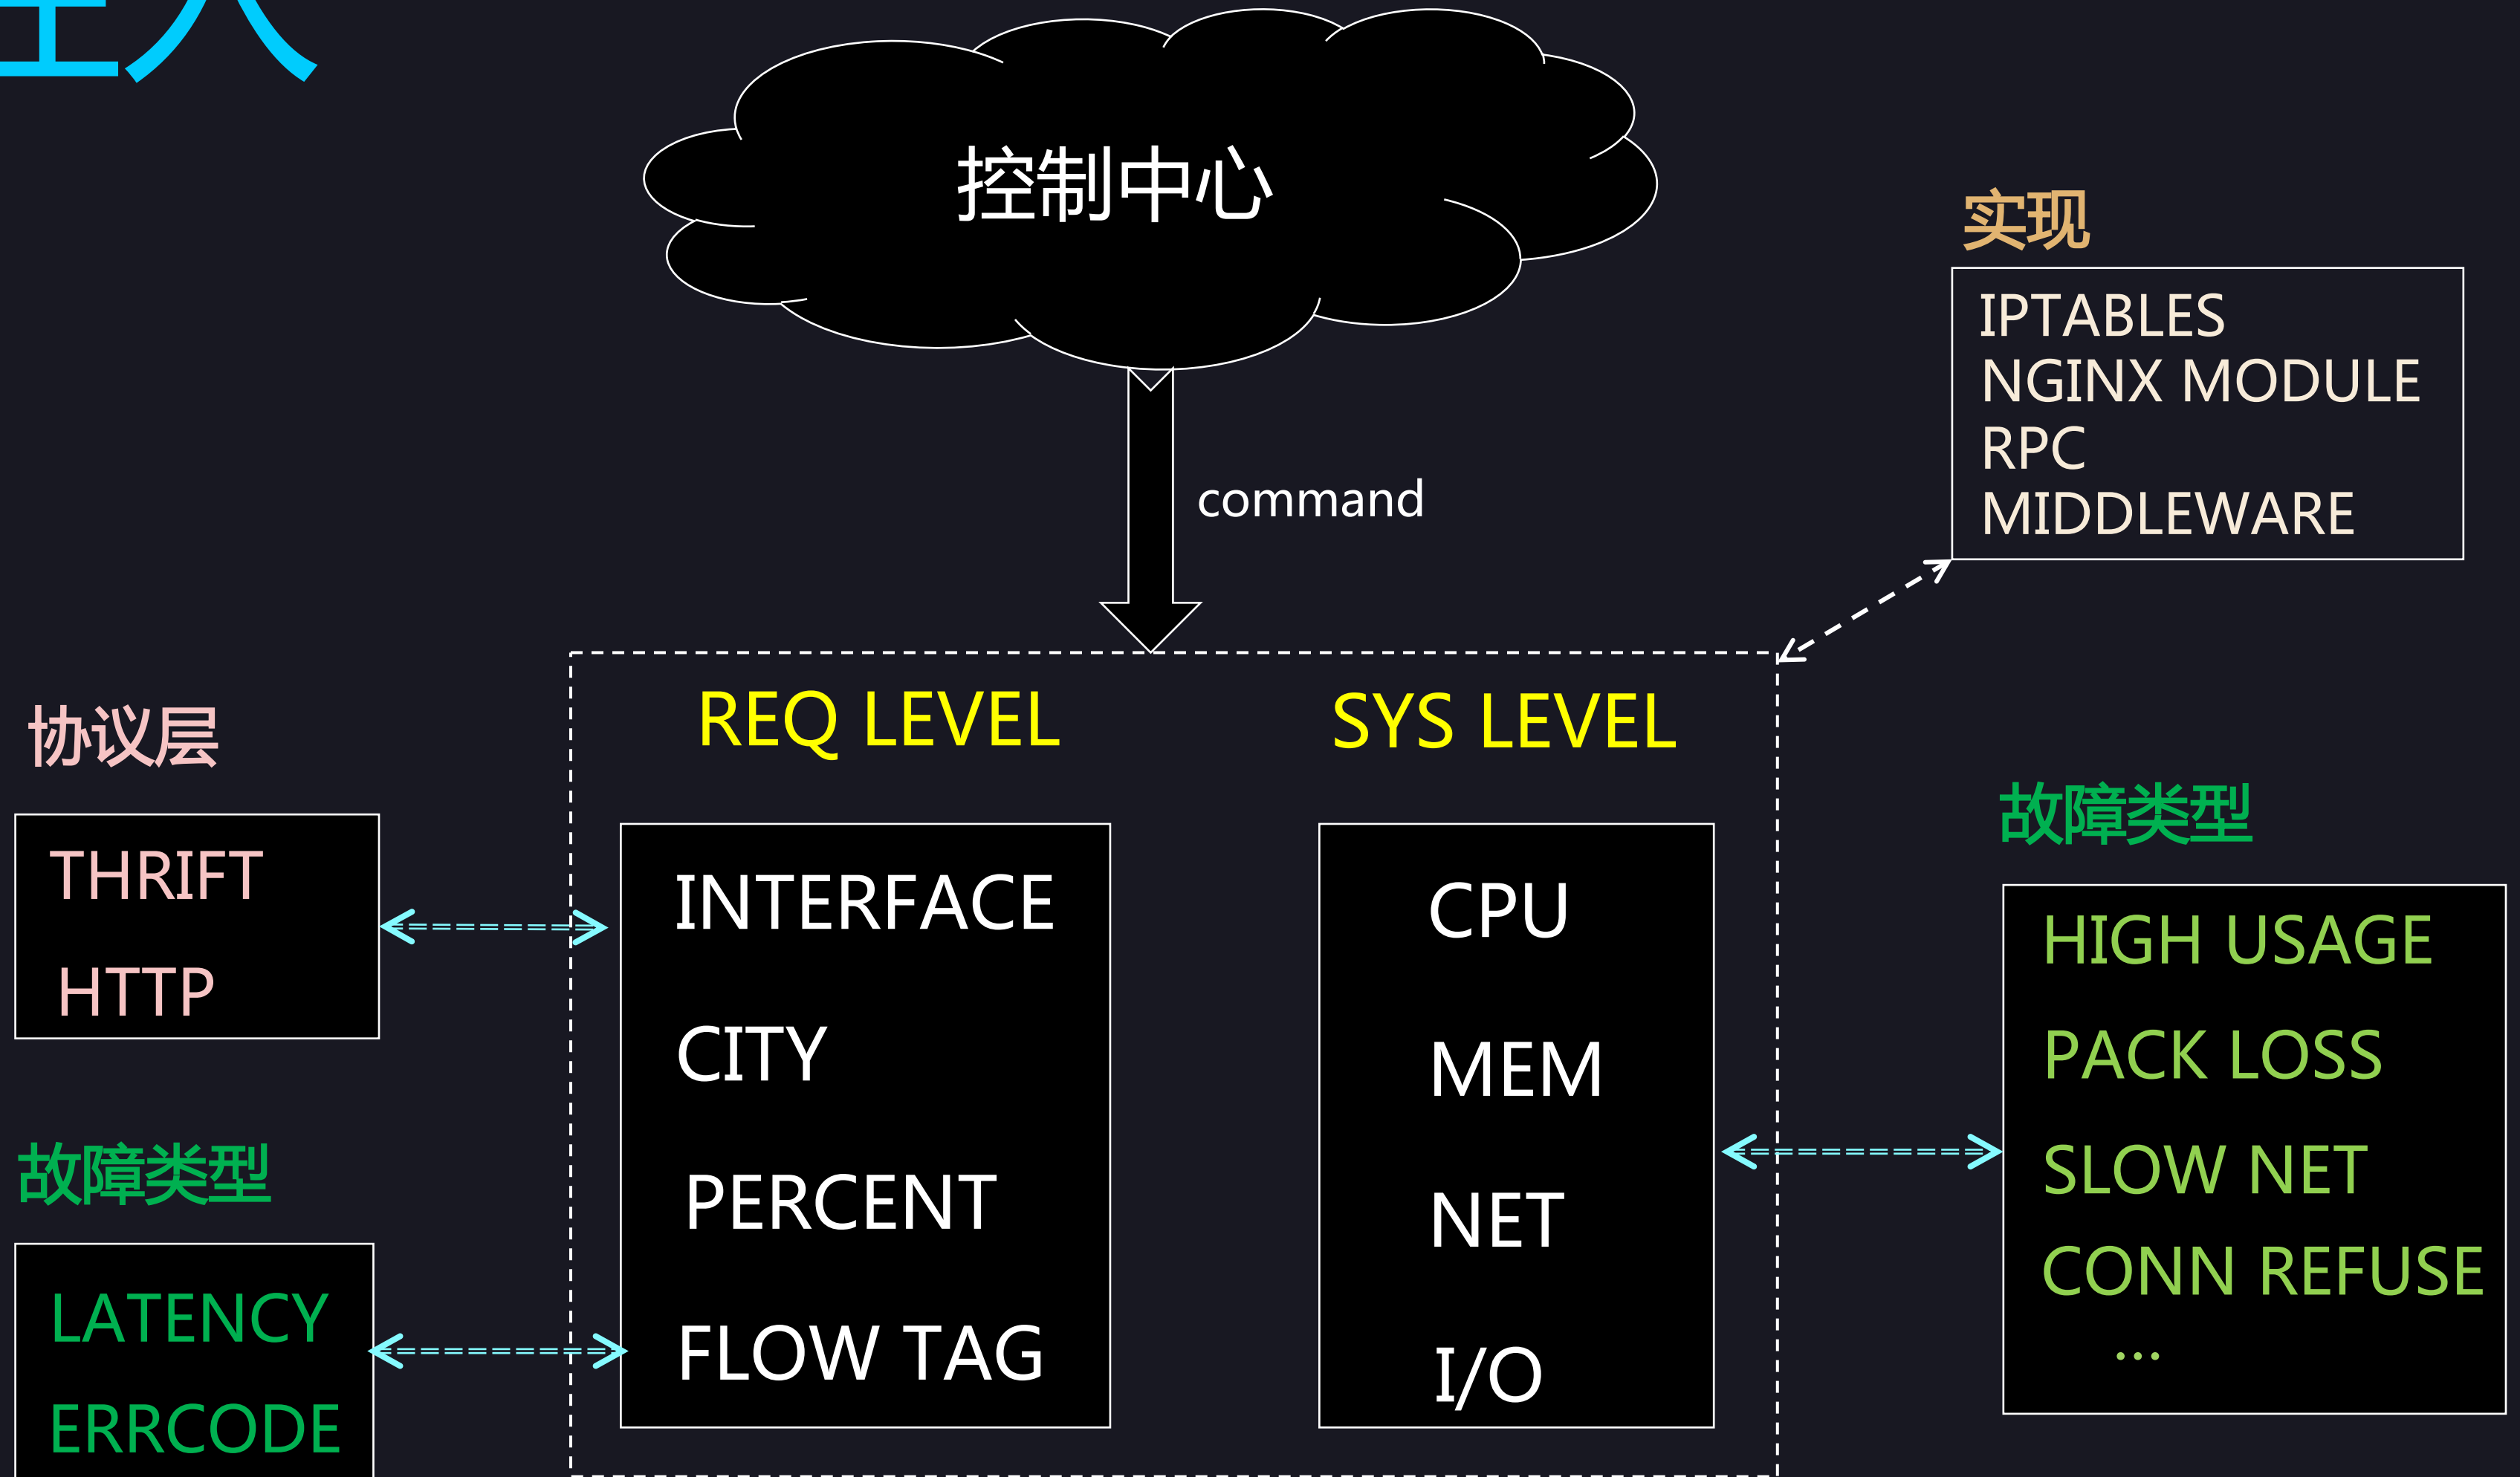 控制中心
command
实现
IPTABLES
NGINX MODULE
RPC
MIDDLEWARE
协议层
THRIFT
HTTP
故障类型
LATENCY
ERRCODE
REQ LEVEL
INTERFACE
CITY
PERCENT
FLOW TAG
SYS LEVEL
CPU
MEM
NET
I/O
故障类型
HIGH USAGE
PACK LOSS
SLOW NET
CONN REFUSE
...